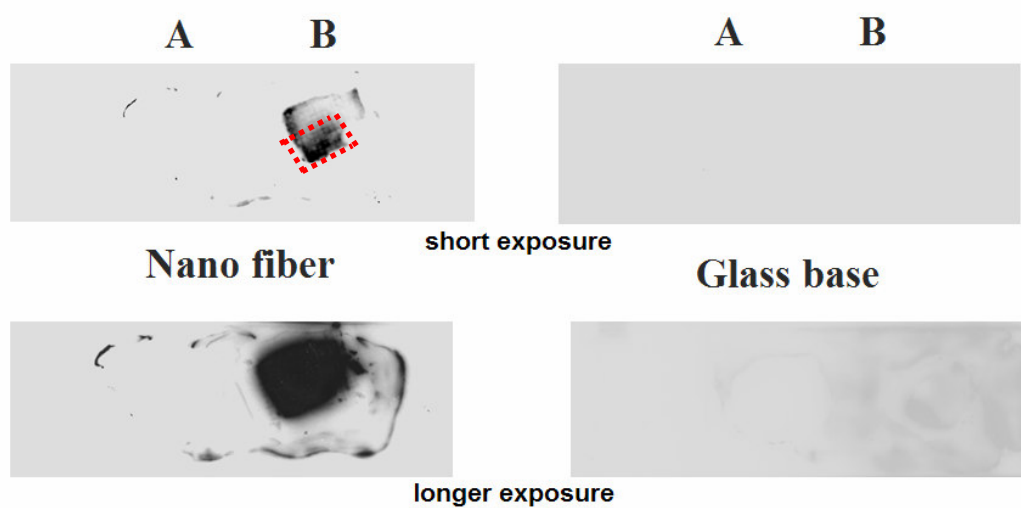 A B
A B
short exposure
Nano fiber
Glass base
longer exposure